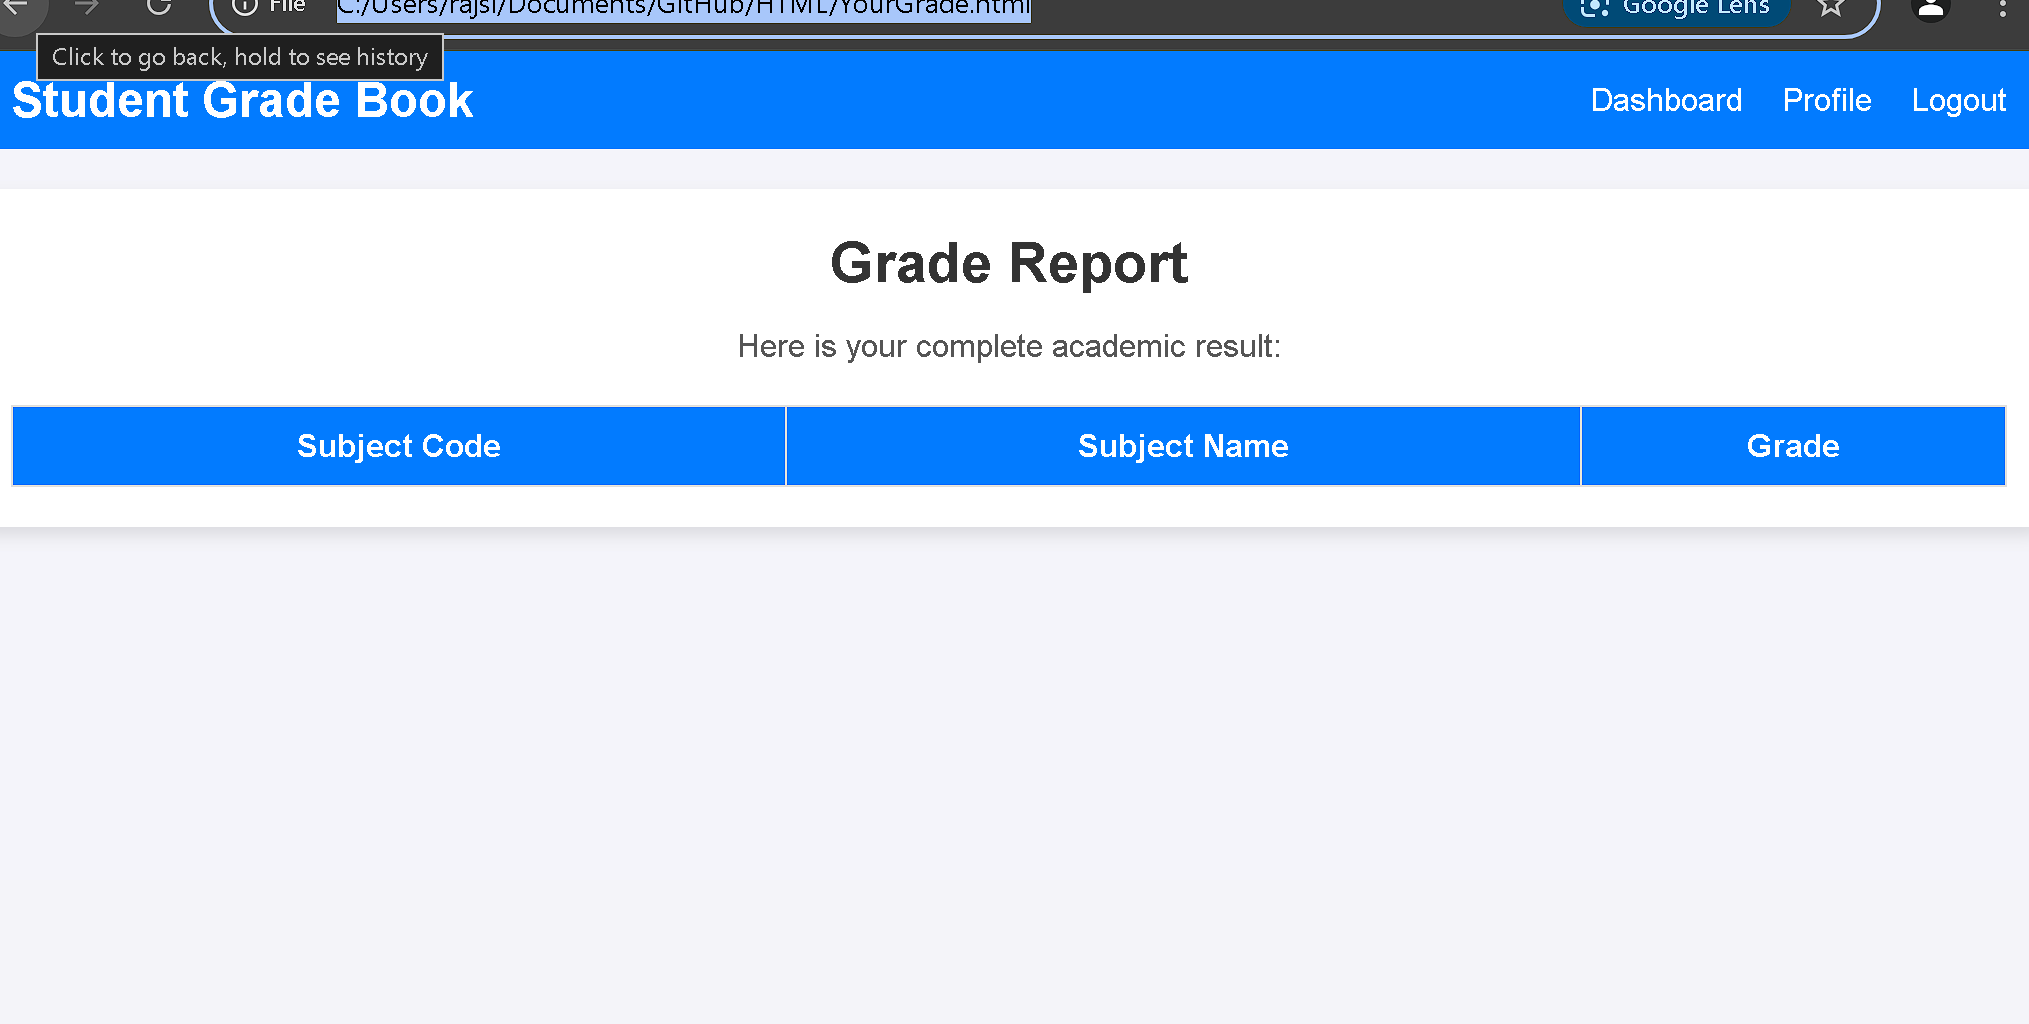 File C:/Users/rajsi/Documents/GitHub/HTML/YourGrade.html Google Lens
Click to go back, hold to see history
Student Grade Book Dashboard Profile Logout
Grade Report
Here is your complete academic result:
Subject Code Subject Name Grade